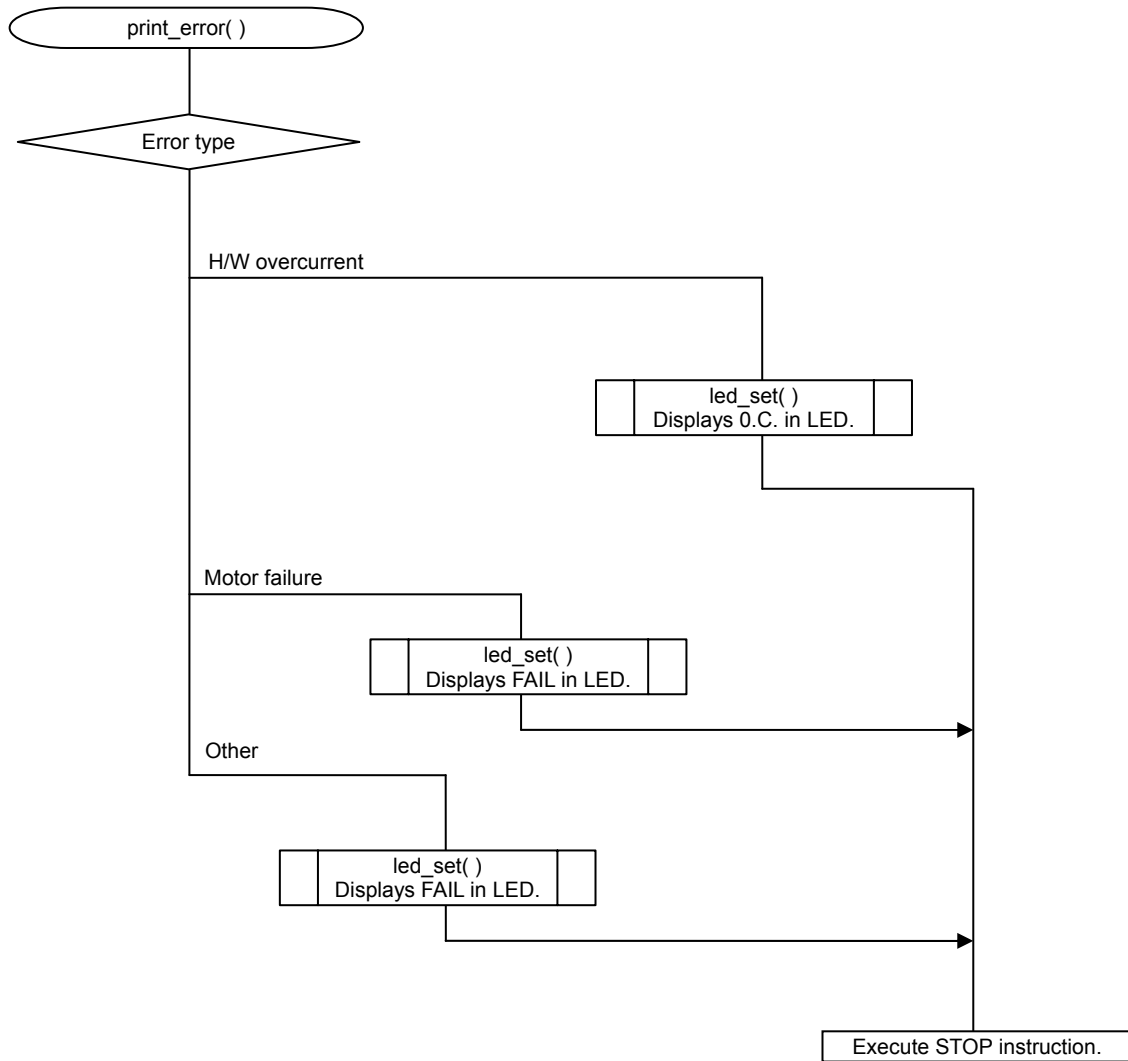 print_error( )
Error type
H/W overcurrent
led_set( )
Displays 0.C. in LED.
Motor failure
led_set( )
Displays FAIL in LED.
Other
led_set( )
Displays FAIL in LED.
Execute STOP instruction.